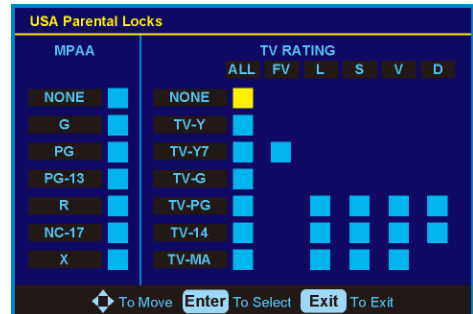 USA Parental Locks
MPAA TV RATING
ALL FV L S V D
NONE NONE
G TV-Y
PG TV-Y7
PG-13 TV-G
R TV-PG
NC-17 TV-14
X TV-MA
To Move Enter To Select Exit To Exit